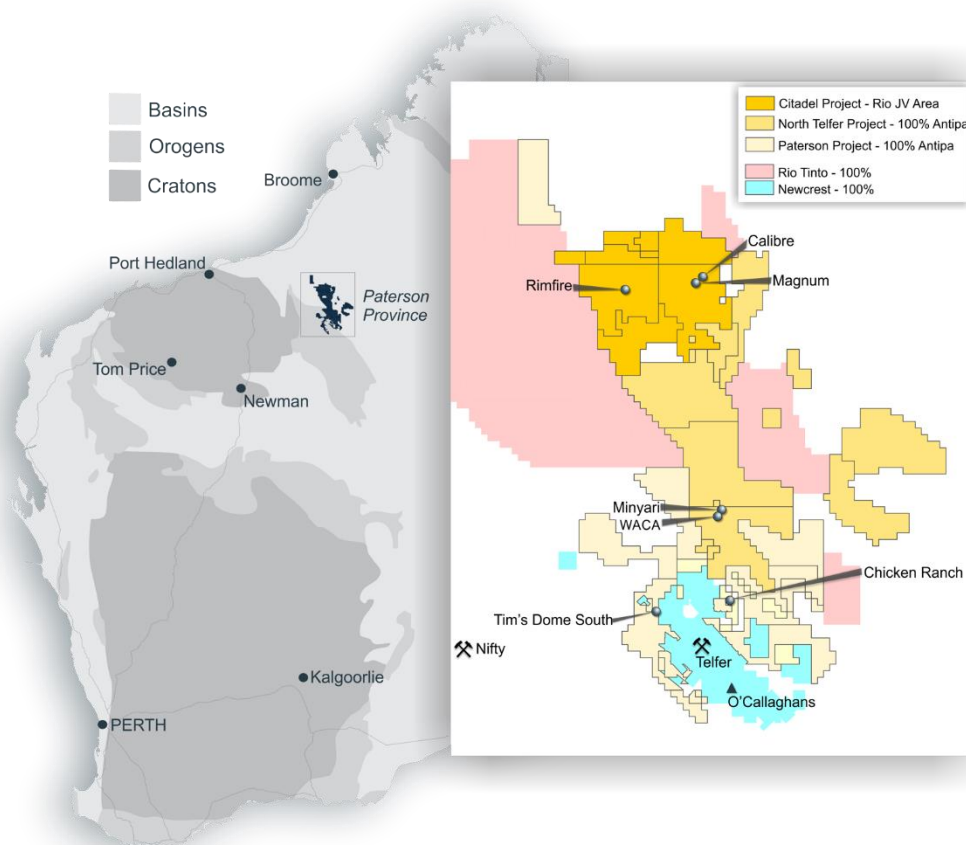 Basins
Orogens
Cratons
Broome
Port Hedland
Paterson
Province
Tom Price
Newman
Kalgoorlie
PERTH
Citadel Project - Rio JV Area
North Telfer Project - 100% Antipa
Paterson Project - 100% Antipa
Rio Tinto - 100%
Newcrest - 100%
Calibre
Rimfire
Magnum
Minyari
WACA
Chicken Ranch
Tim's Dome South
Nifty
Telfer
O'Callaghans